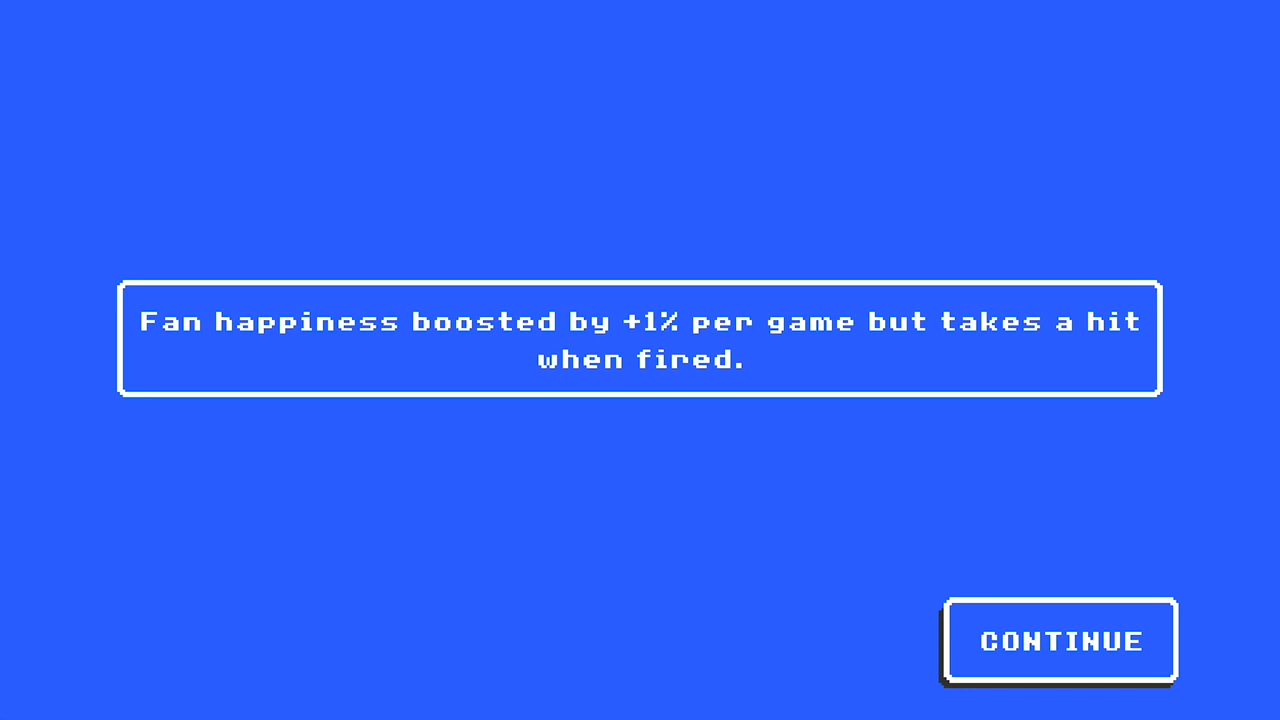 Fan happiness boosted by +1% per game but takes a hit
when fired.
CONTINUE